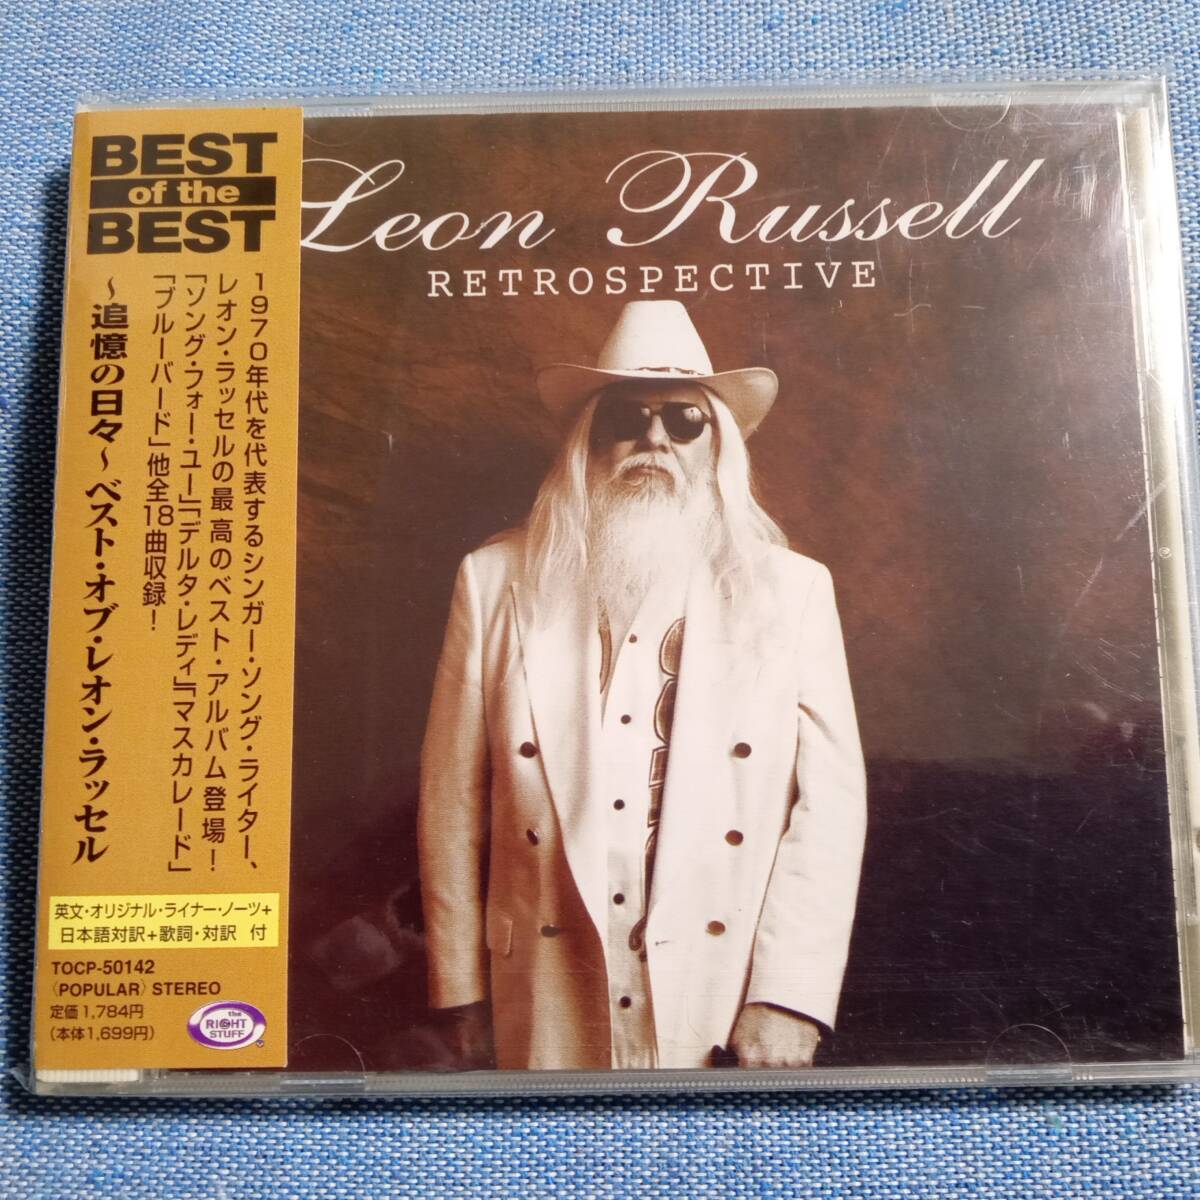 BEST
of the
BEST
1970年代を代表するシンガー・ソング・ライター、
レオン・ラッセルの最高のベスト・アルバム登場!
「ソング・フォー・ユー」「デルタ・レディ」「マスカレード」
「ブルーバード」他全18曲収録!
～追憶の日々～ ベスト・オブ・レオン・ラッセル
英文・オリジナル・ライナー・ノーツ+
日本語対訳+歌詞・対訳 付
TOCP-50142
〈POPULAR〉 STEREO
定価1,784円
(本体1,699円)
the
RIGHT
STUFF
Leon Russell
RETROSPECTIVE